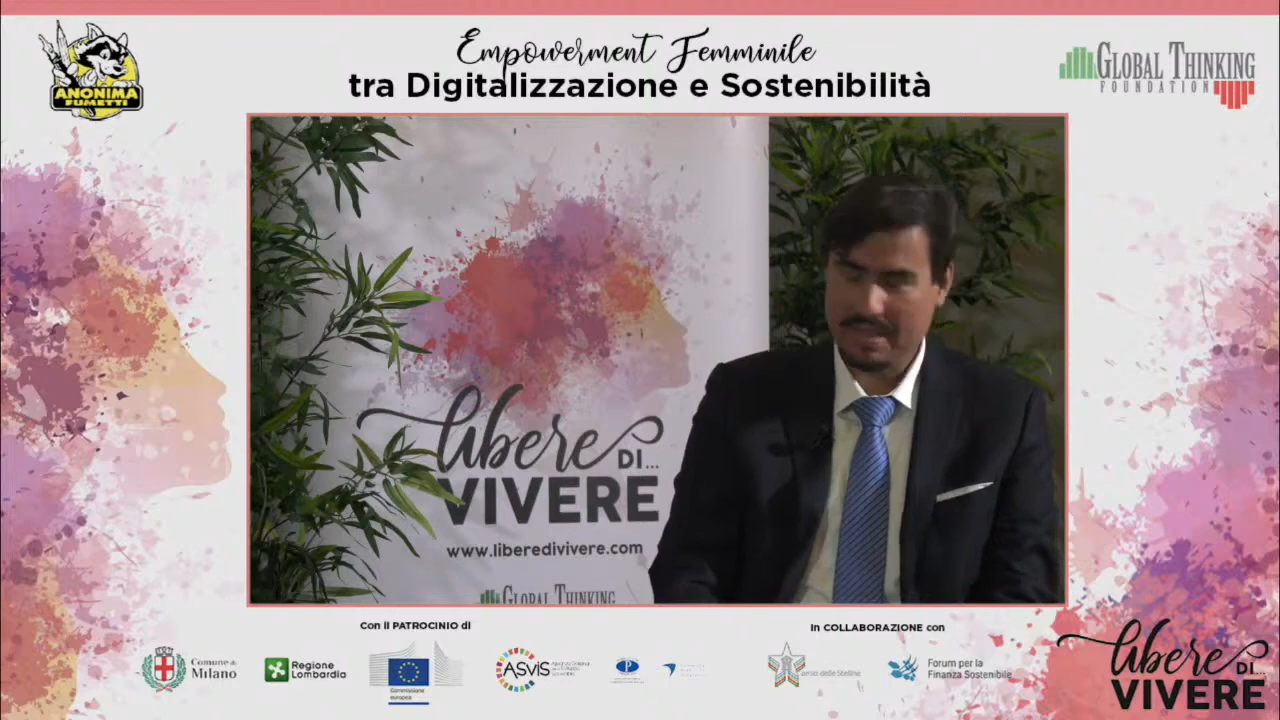 Empowerment Femminile
tra Digitalizzazione e Sostenibilità
ANONIMA
FUMETTI
GLOBAL THINKING
FOUNDATION
libere DI...
VIVERE
www.liberedivivere.com
GLOBAL THINKING
Con il PATROCINIO di
In COLLABORAZIONE con
Comune di
Milano
Regione
Lombardia
Commissione
europea
ASviS
delle Stelline
Forum per la
Finanza Sostenibile
libere DI...
VIVERE